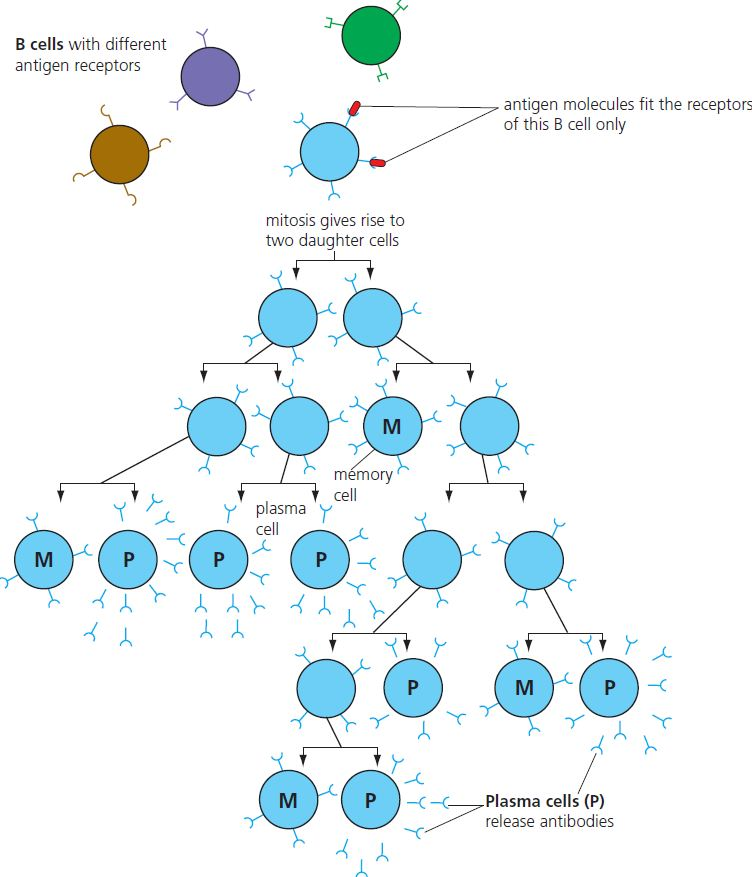 B cells with different
antigen receptors
antigen molecules fit the receptors
of this B cell only
mitosis gives rise to
two daughter cells
M
memory
cell
plasma
cell
M
P
P
P
P
M
P
M
P
Plasma cells (P)
release antibodies